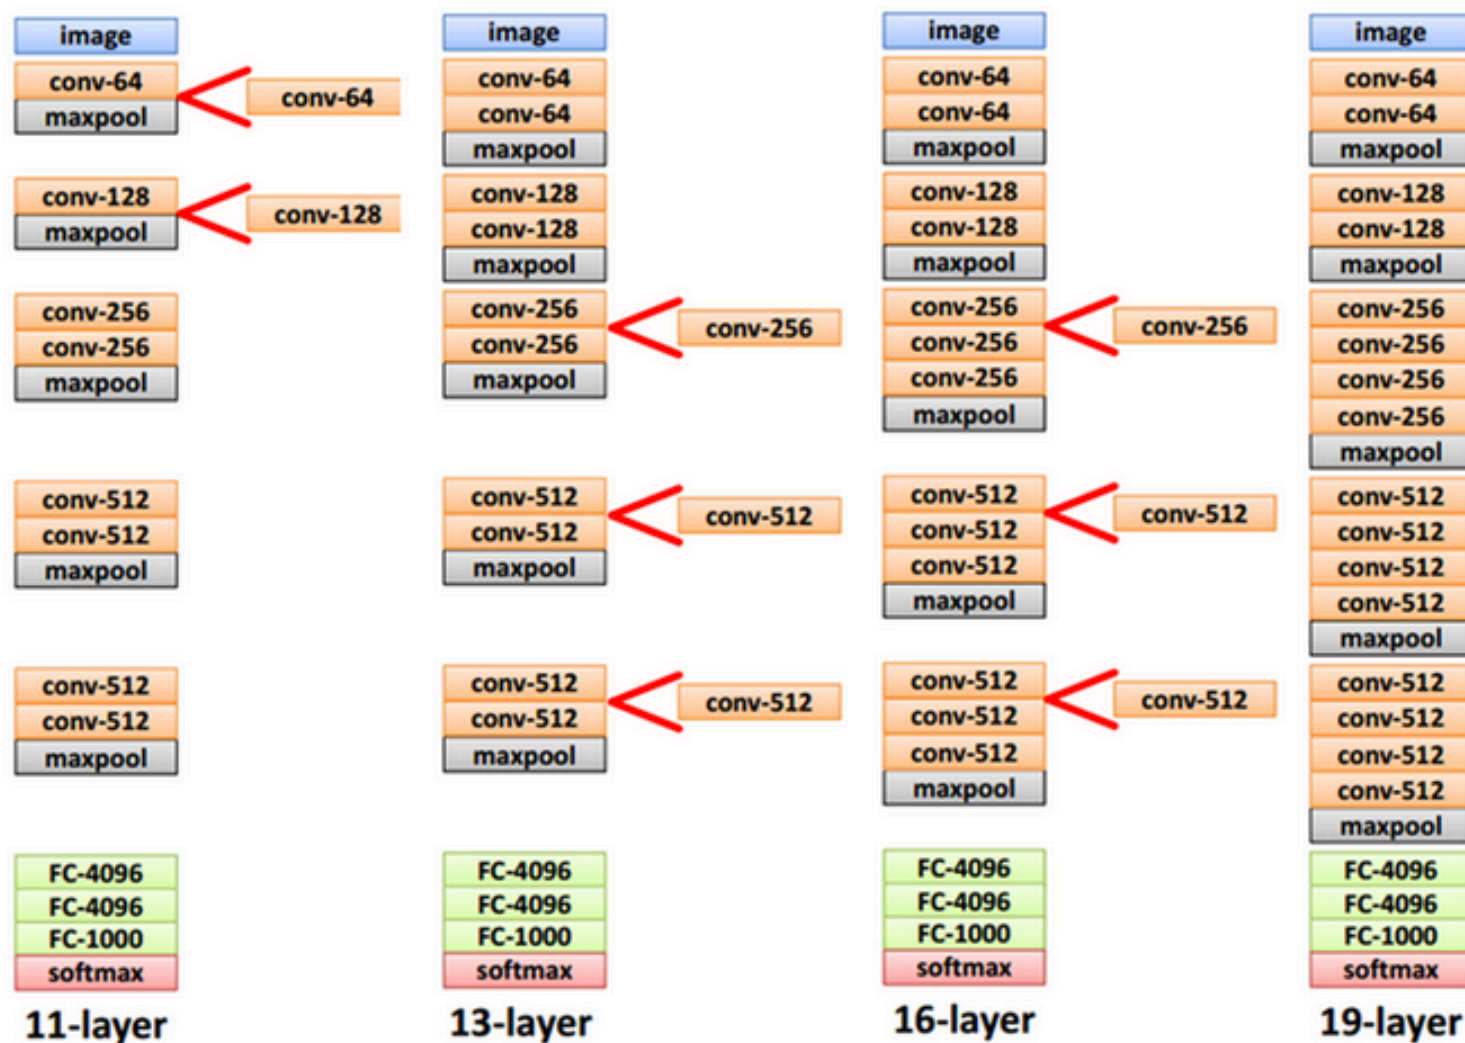 image
conv-64
maxpool
conv-128
maxpool
conv-256
conv-256
maxpool
conv-512
conv-512
maxpool
conv-512
conv-512
maxpool
FC-4096
FC-4096
FC-1000
softmax
11-layer
conv-64
conv-128
image
conv-64
conv-64
maxpool
conv-128
conv-128
maxpool
conv-256
conv-256
maxpool
conv-512
conv-512
maxpool
conv-512
conv-512
maxpool
FC-4096
FC-4096
FC-1000
softmax
13-layer
conv-256
conv-512
conv-512
image
conv-64
conv-64
maxpool
conv-128
conv-128
maxpool
conv-256
conv-256
conv-256
maxpool
conv-512
conv-512
conv-512
maxpool
conv-512
conv-512
conv-512
maxpool
FC-4096
FC-4096
FC-1000
softmax
16-layer
conv-256
conv-512
conv-512
image
conv-64
conv-64
maxpool
conv-128
conv-128
maxpool
conv-256
conv-256
conv-256
conv-256
maxpool
conv-512
conv-512
conv-512
conv-512
maxpool
conv-512
conv-512
conv-512
conv-512
maxpool
FC-4096
FC-4096
FC-1000
softmax
19-layer